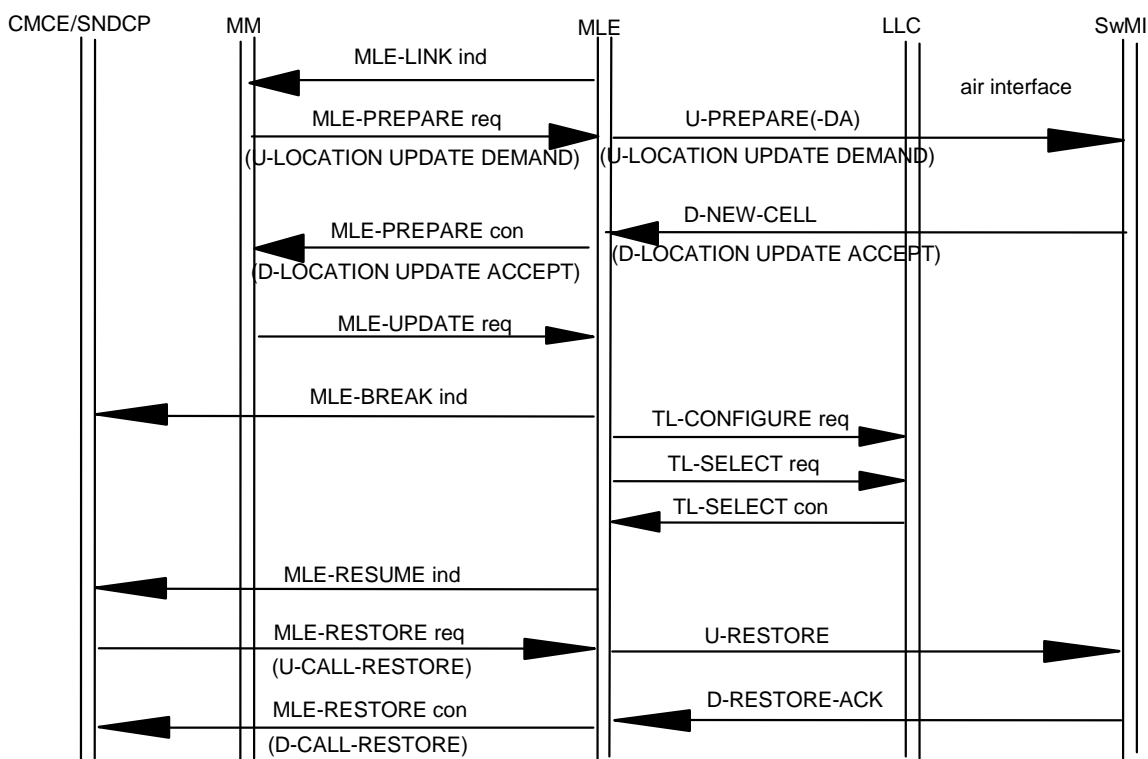 CMCE/SNDCP MM MLE LLC SwMI
MLE-LINK ind
air interface
MLE-PREPARE req U-PREPARE(-DA)
(U-LOCATION UPDATE DEMAND) (U-LOCATION UPDATE DEMAND)
D-NEW-CELL
MLE-PREPARE con
(D-LOCATION UPDATE ACCEPT)
(D-LOCATION UPDATE ACCEPT)
MLE-UPDATE req
MLE-BREAK ind
TL-CONFIGURE req
TL-SELECT req
TL-SELECT con
MLE-RESUME ind
MLE-RESTORE req U-RESTORE
(U-CALL-RESTORE)
D-RESTORE-ACK
MLE-RESTORE con
(D-CALL-RESTORE)